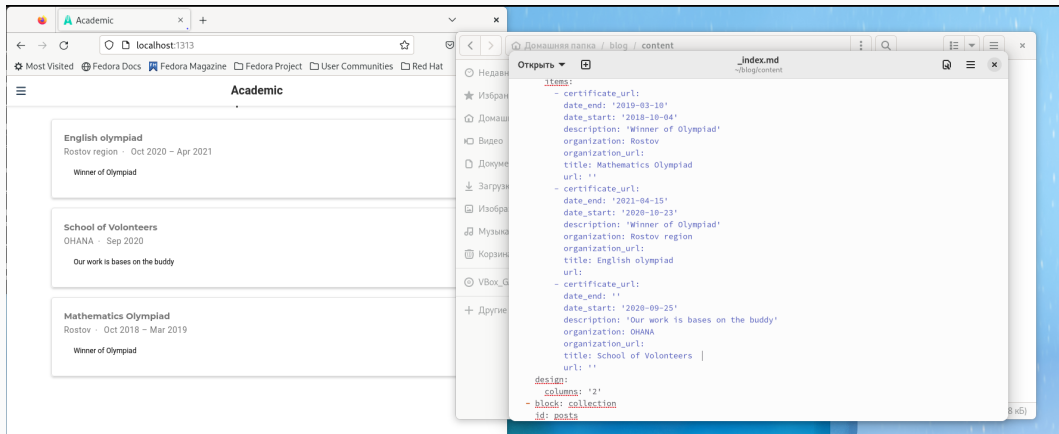 Academic
localhost:1313
Most Visited Fedora Docs Fedora Magazine Fedora Project User Communities Red Hat
Academic
English olympiad
Rostov region · Oct 2020 – Apr 2021
Winner of Olympiad
School of Volonteers
OHANA · Sep 2020
Our work is bases on the buddy
Mathematics Olympiad
Rostov · Oct 2018 – Mar 2019
Winner of Olympiad
Домашняя папка / blog / content
Недавн
Избран
Домаш
Видео
Докуме
Загрузк
Изобра
Музыка
Корзин
VBox_G
Другие
8 кБ)
Открыть
_index.md
~/blog/content
items:
- certificate_url:
date_end: '2019-03-10'
date_start: '2018-10-04'
description: 'Winner of Olympiad'
organization: Rostov
organization_url:
title: Mathematics Olympiad
url: ''
- certificate_url:
date_end: '2021-04-15'
date_start: '2020-10-23'
description: 'Winner of Olympiad'
organization: Rostov region
organization_url:
title: English olympiad
url:
- certificate_url:
date_end: ''
date_start: '2020-09-25'
description: 'Our work is bases on the buddy'
organization: OHANA
organization_url:
title: School of Volonteers
url: ''
design:
columns: '2'
- block: collection
id: posts